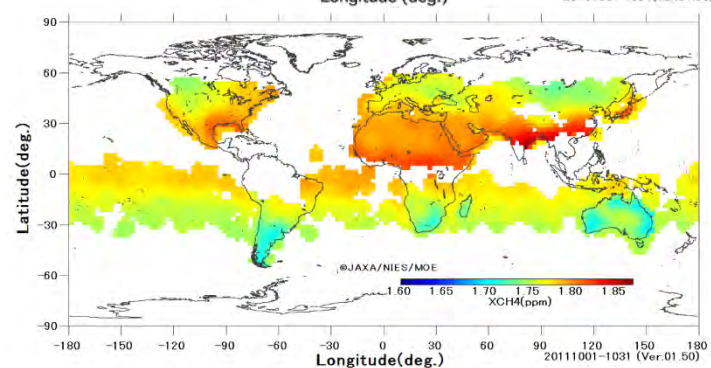 Longitude (deg.)
90
60
30
0
-30
-60
-90
Latitude(deg.)
©JAXA/NIES/MOE
1.60 1.65 1.70 1.75 1.80 1.85
XCH4(ppm)
-180 -150 -120 -90 -60 -30 0 30 60 90 120 150 180
Longitude(deg.)
20111001-1031 (Ver.01.50)